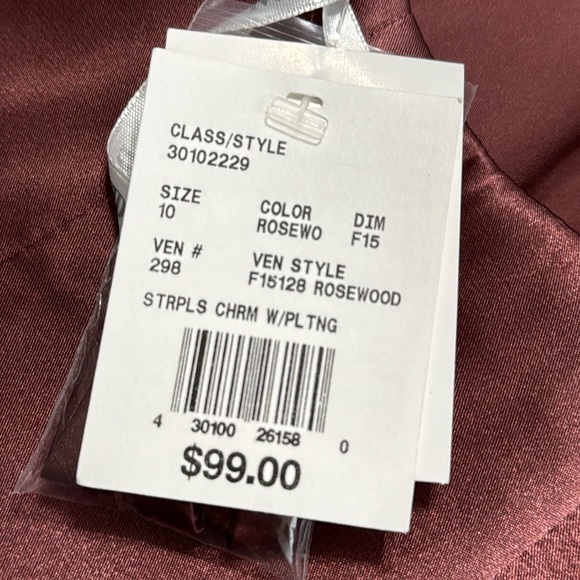 CLASS/STYLE
30102229
SIZE COLOR DIM
10 ROSEWO F15
VEN # VEN STYLE
298 F15128 ROSEWOOD
STRPLS CHRM W/PLTNG
4 30100 26158 0
$99.00